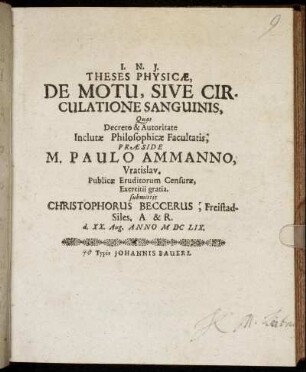 9
I. N. J.
THESES PHYSICÆ,
DE MOTU, SIVE CIR-
CULATIONE SANGUINIS,
Quas
Decreto & Autoritate
Inclutæ Philosophicæ Facultatis,
PRÆSIDE
M. PAULO AMMANNO,
Vratislav.
Publicæ Eruditorum Censuræ,
Exercitii gratia.
submittit
CHRISTOPHORUS BECCERUS, Freistad-
Siles. A & R.
d. XX. Aug. ANNO M DC LIX.
Typis JOHANNIS BAUERI.